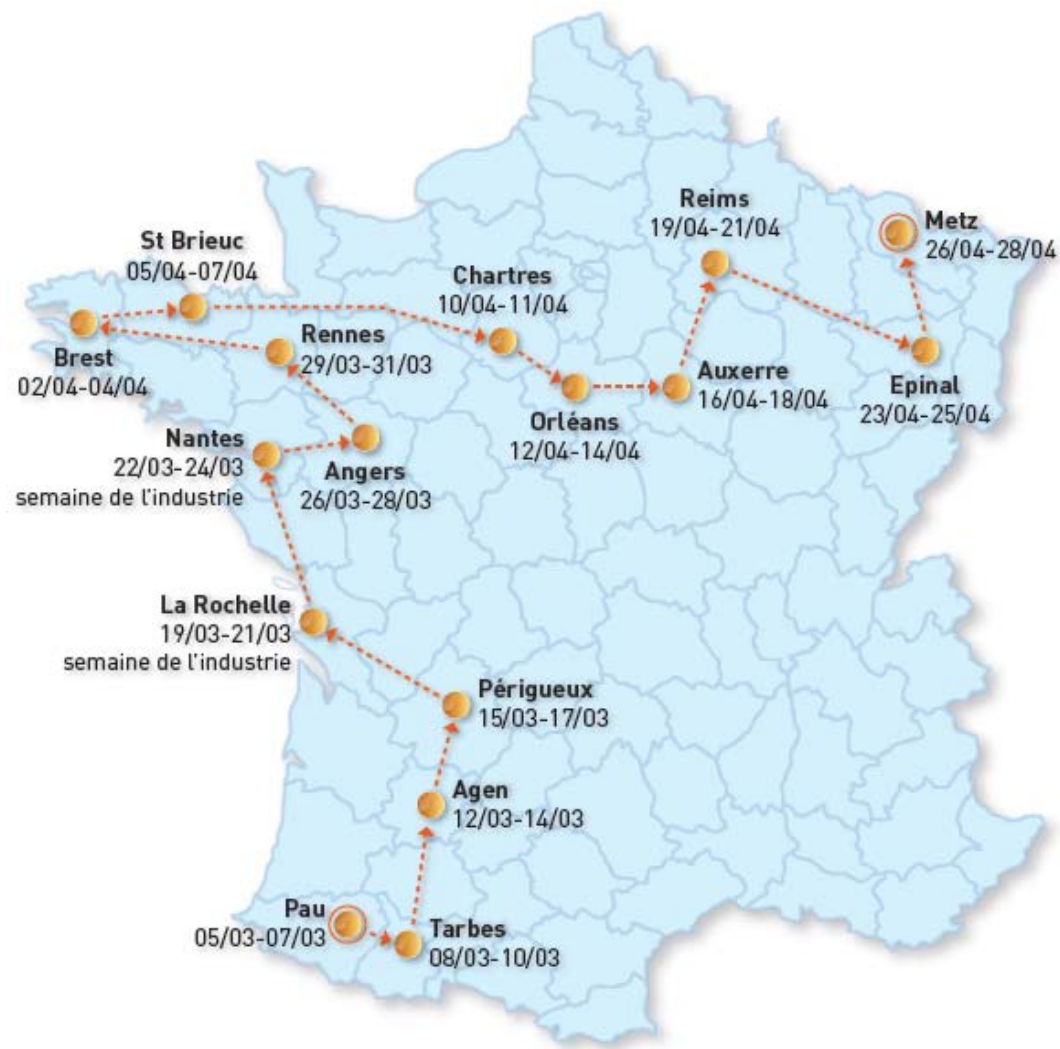 Reims
19/04-21/04
Metz
26/04-28/04
St Brieuc
05/04-07/04
Chartres
10/04-11/04
Rennes
29/03-31/03
Brest
02/04-04/04
Auxerre
16/04-18/04
Epinal
23/04-25/04
Orléans
12/04-14/04
Nantes
22/03-24/03
semaine de l'industrie
Angers
26/03-28/03
La Rochelle
19/03-21/03
semaine de l'industrie
Périgueux
15/03-17/03
Agen
12/03-14/03
Pau
05/03-07/03
Tarbes
08/03-10/03